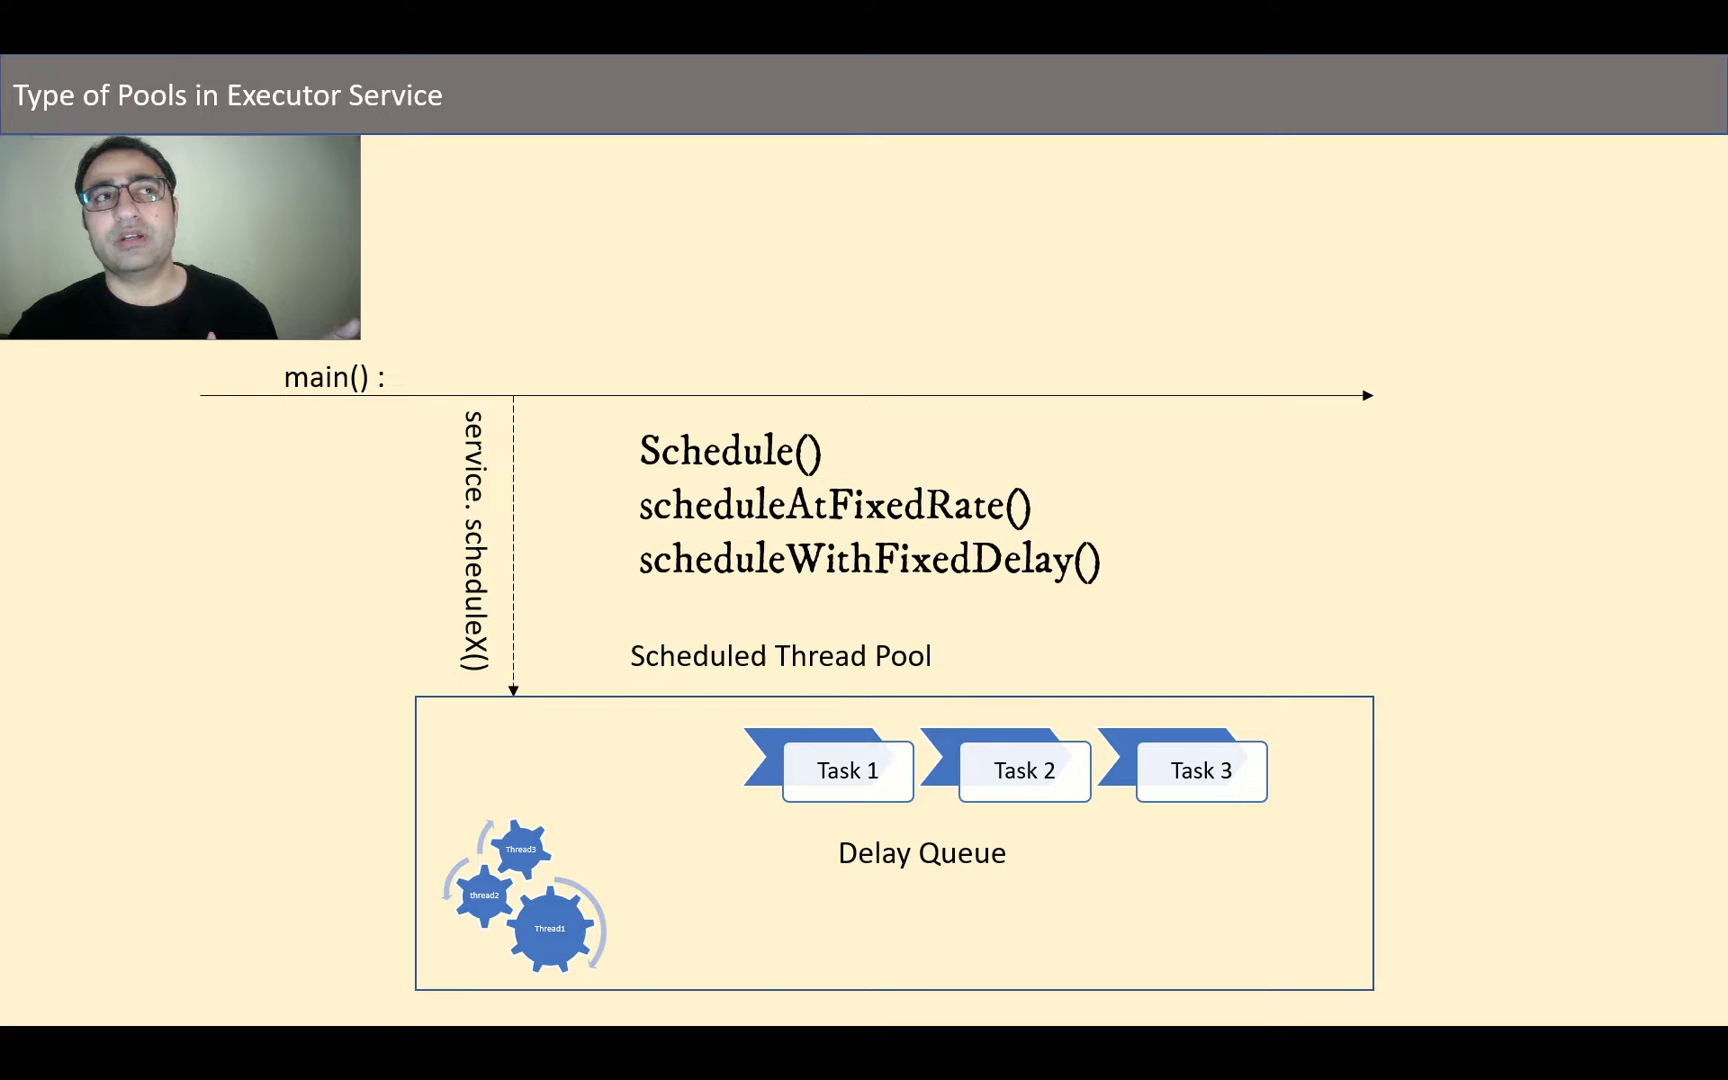 Type of Pools in Executor Service
main() :
service. scheduleX()
Schedule()
scheduleAtFixedRate()
scheduleWithFixedDelay()
Scheduled Thread Pool
Task 1
Task 2
Task 3
Delay Queue
Thread3
thread2
Thread1